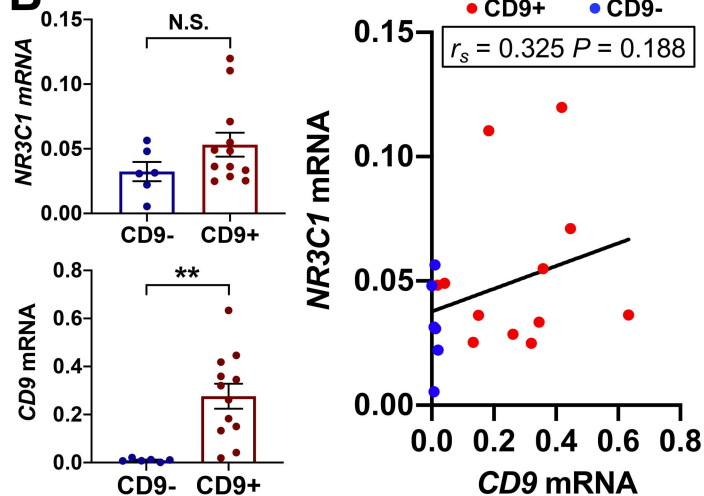 B
N.S.
0.15
0.10
0.05
0.00
NR3C1 mRNA
CD9- CD9+
**
0.8
0.6
0.4
0.2
0.0
CD9 mRNA
CD9- CD9+
CD9+ CD9-
rs = 0.325 P = 0.188
0.15
0.10
0.05
0.00
NR3C1 mRNA
0.0 0.2 0.4 0.6 0.8
CD9 mRNA